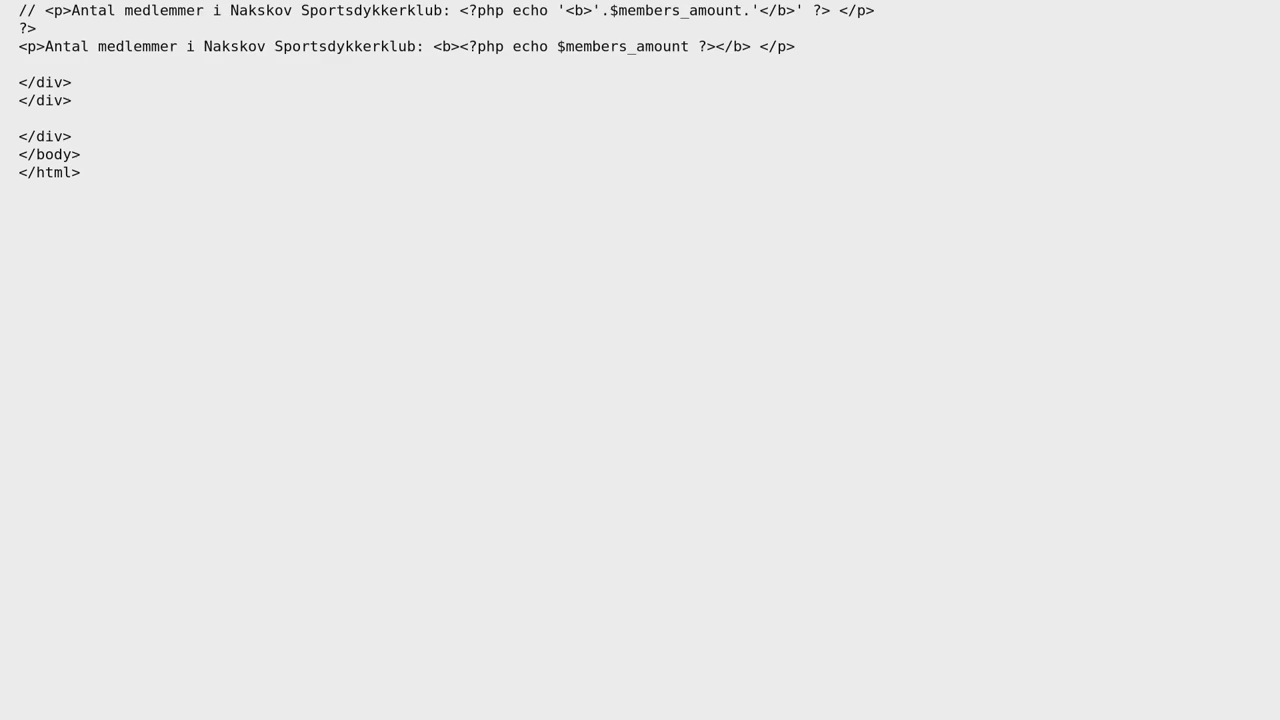 // <p>Antal medlemmer i Nakskov Sportsdykkerklub: <?php echo '<b>'.$members_amount.'</b>' ?> </p>
?>
<p>Antal medlemmer i Nakskov Sportsdykkerklub: <b><?php echo $members_amount ?></b> </p>
</div>
</div>
</div>
</body>
</html>